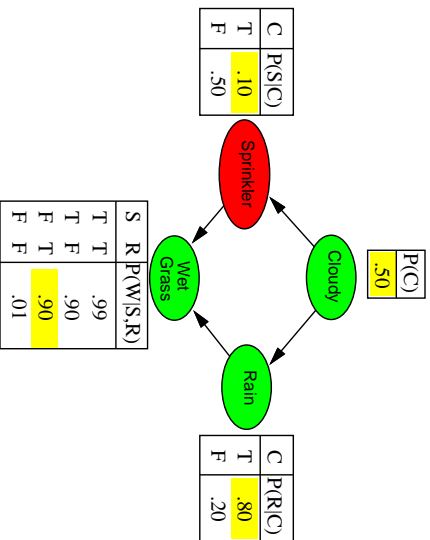 P(C)
.50
Cloudy
C P(S|C)
T .10
F .50
Sprinkler
Rain
C P(R|C)
T .80
F .20
Wet
Grass
S R P(W|S,R)
T T .99
T F .90
F T .90
F F .01